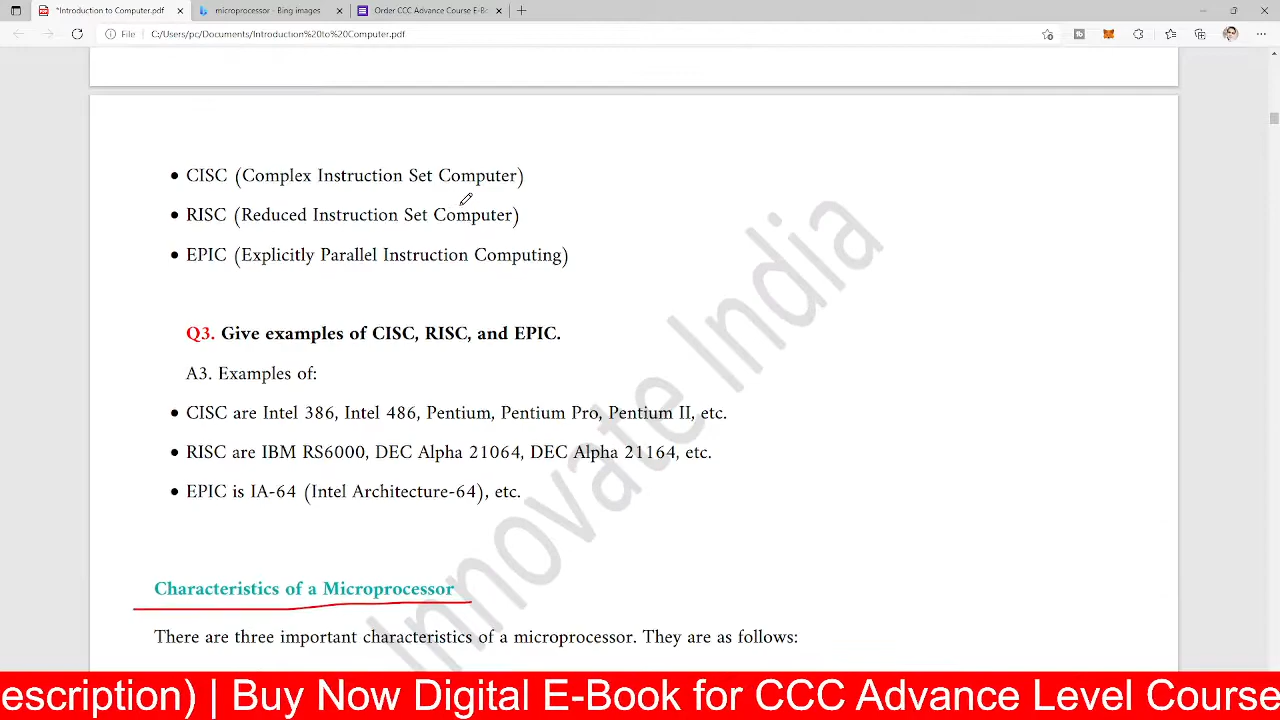 *Introduction to Computer.pdf
microprocessor - Bing images
Order CCC Advance Course E-Bo
File
C:/Users/pc/Documents/Introduction%20to%20Computer.pdf
• CISC (Complex Instruction Set Computer)
• RISC (Reduced Instruction Set Computer)
• EPIC (Explicitly Parallel Instruction Computing)
Q3. Give examples of CISC, RISC, and EPIC.
A3. Examples of:
• CISC are Intel 386, Intel 486, Pentium, Pentium Pro, Pentium II, etc.
• RISC are IBM RS6000, DEC Alpha 21064, DEC Alpha 21164, etc.
• EPIC is IA-64 (Intel Architecture-64), etc.
Innovate India
Characteristics of a Microprocessor
There are three important characteristics of a microprocessor. They are as follows:
escription) | Buy Now Digital E-Book for CCC Advance Level Course